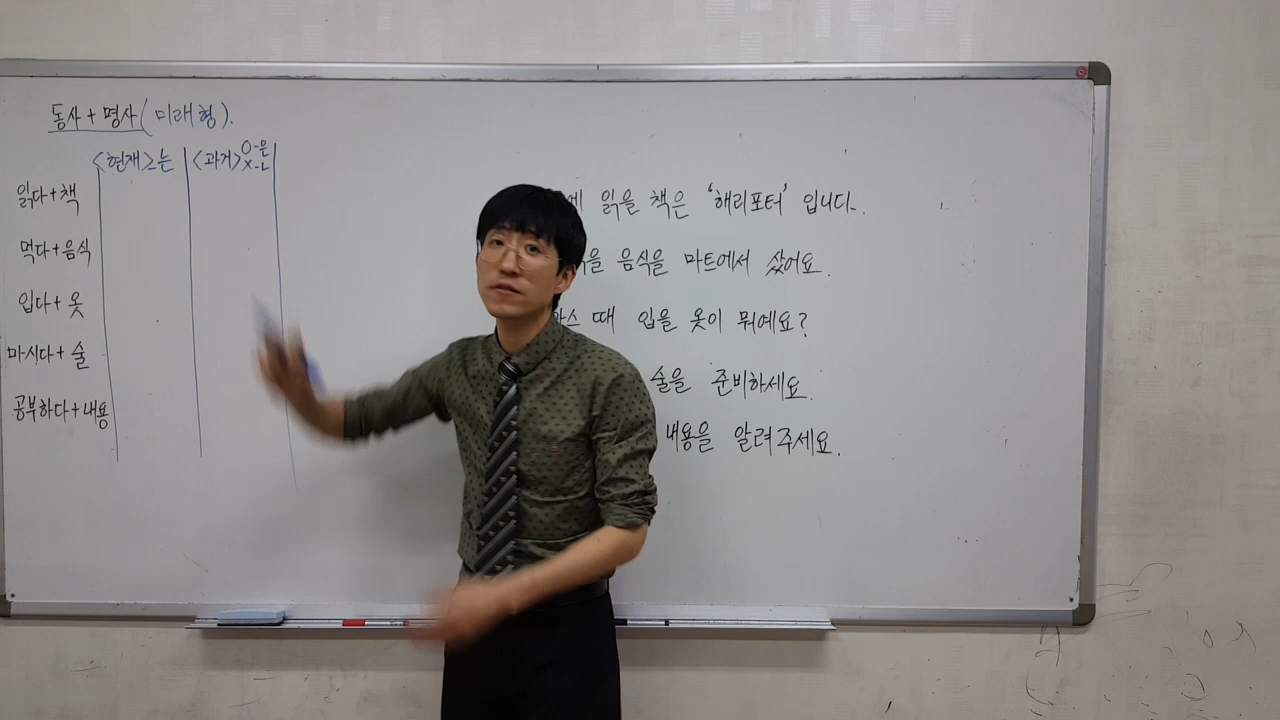 동사 + 명사 (미래형).
<현재> -는 <과거> O-은
X-ㄴ
읽다 + 책
먹다 + 음식
입다 + 옷
마시다 + 술
공부하다 + 내용
에 읽을 책은 '해리포터' 입니다.
음식을 마트에서 샀어요.
때 입을 옷이 뭐예요?
술을 준비하세요.
내용을 알려주세요.